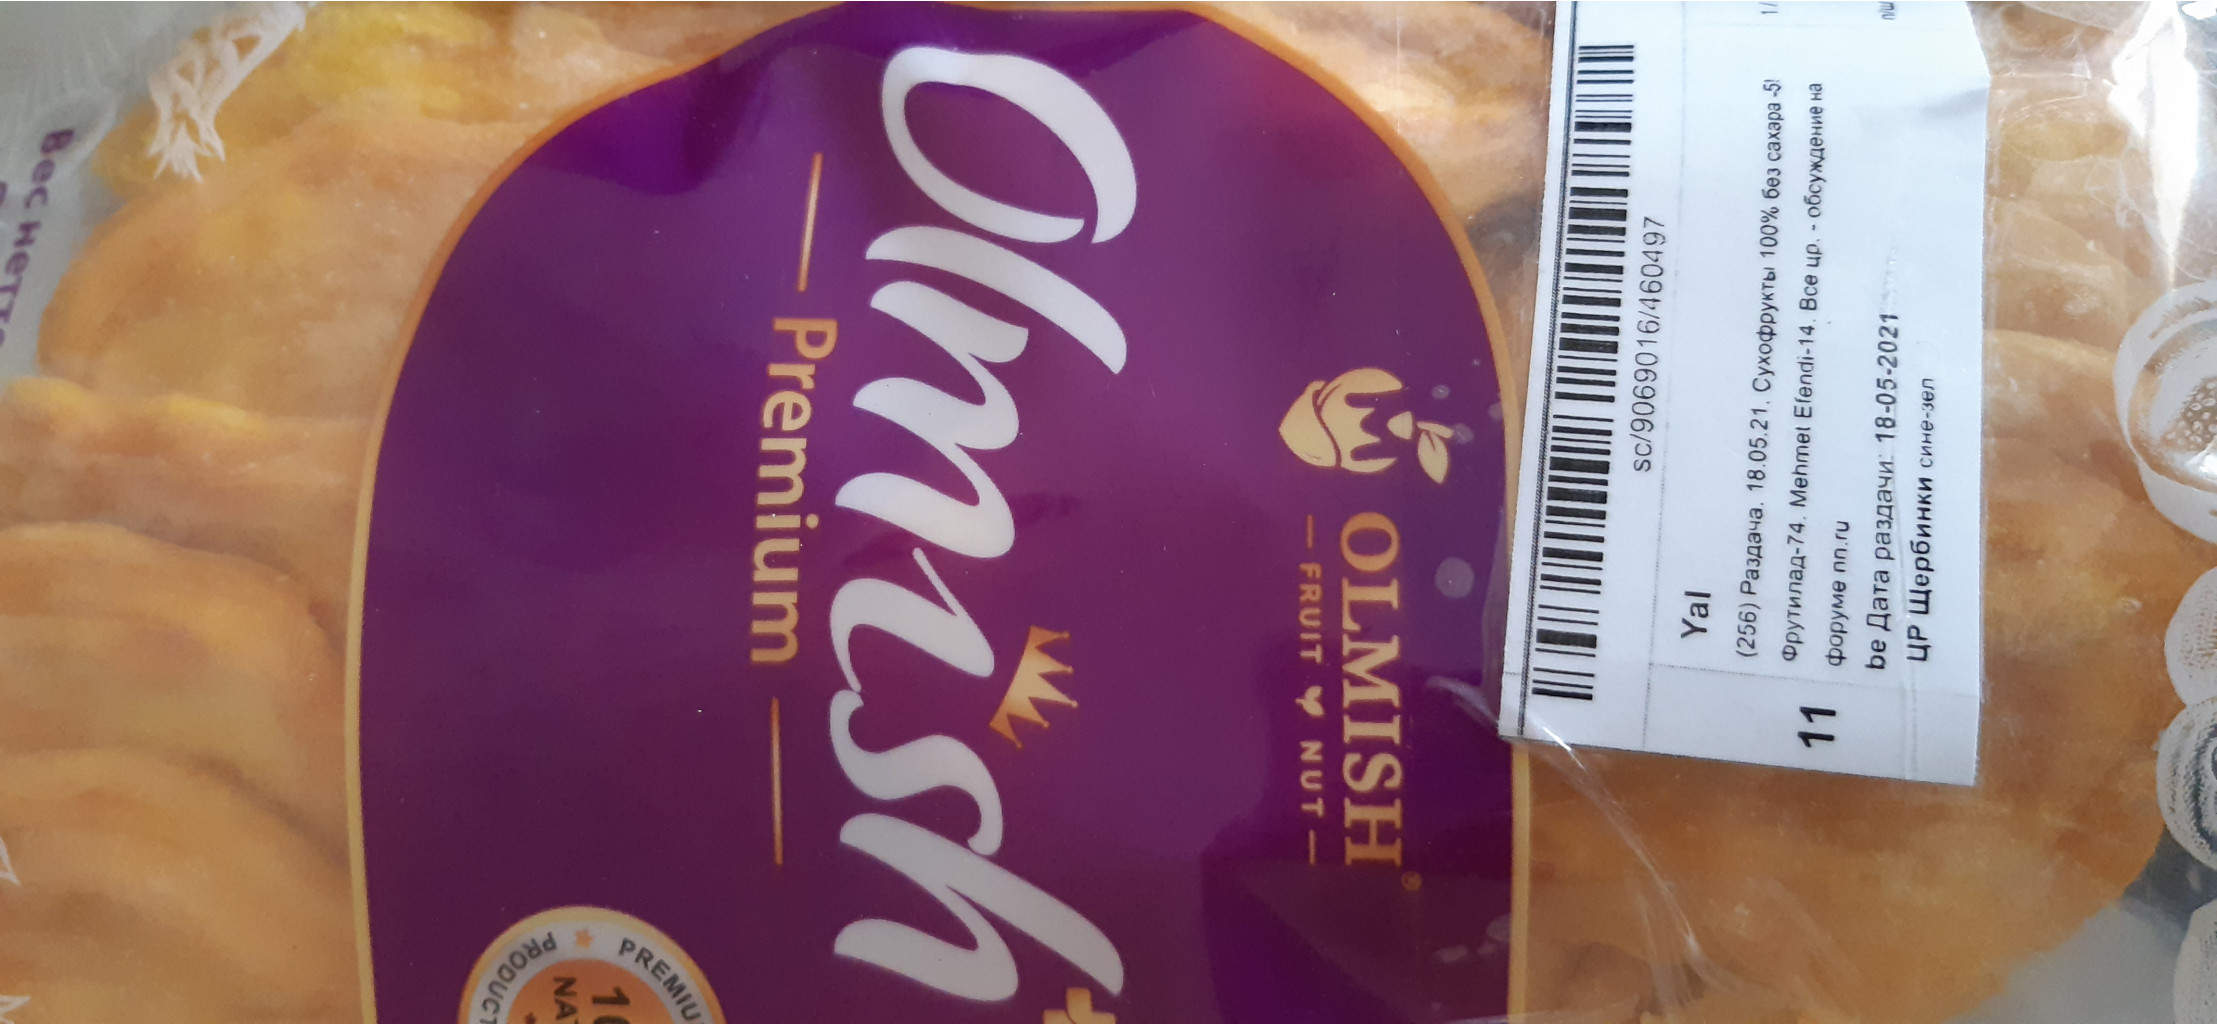 Olmish
Premium
OLMISH®
FRUIT NUT
PREMIUM
PRODUCT
Вес нетто
sc/9069016/460497
Yal
11
(256) Раздача. 18.05.21. Сухофрукты 100% без сахара -5!
Фрутилад-74. Mehmet Efendi-14. Все цр. - обсуждение на
форуме nn.ru
be Дата раздачи: 18-05-2021
ЦР Щербинки сине-зел